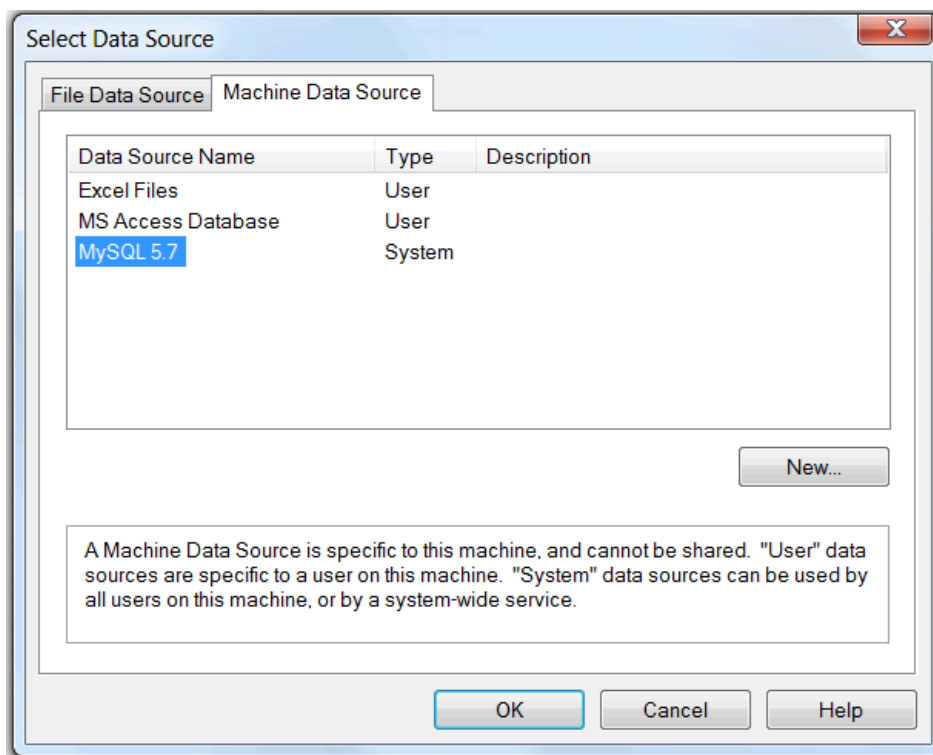 Select Data Source
File Data Source Machine Data Source
Data Source Name Type Description
Excel Files User
MS Access Database User
MySQL 5.7 System
New...
A Machine Data Source is specific to this machine, and cannot be shared. "User" data
sources are specific to a user on this machine. "System" data sources can be used by
all users on this machine, or by a system-wide service.
OK Cancel Help